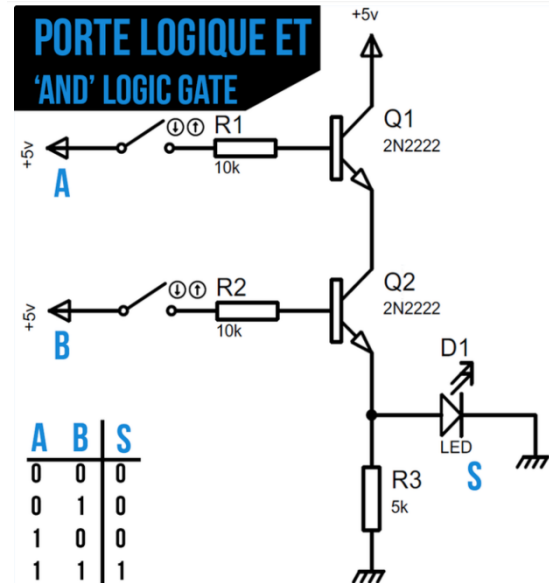 PORTE LOGIQUE ET
'AND' LOGIC GATE
+5v
+5v
A
R1
10k
Q1
2N2222
+5v
B
R2
10k
Q2
2N2222
D1
LED
S
R3
5k
A B S
0 0 0
0 1 0
1 0 0
1 1 1